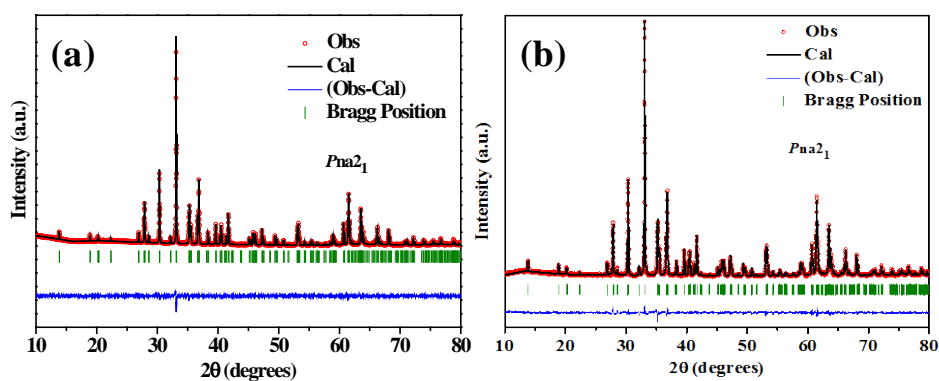 (a)
Obs
Cal
(Obs-Cal)
Bragg Position
Pna2₁
Intensity (a.u.)
10 20 30 40 50 60 70 80
2θ (degrees)
(b)
Obs
Cal
(Obs-Cal)
Bragg Position
Pna2₁
Intensity (a.u.)
10 20 30 40 50 60 70 80
2θ (degrees)